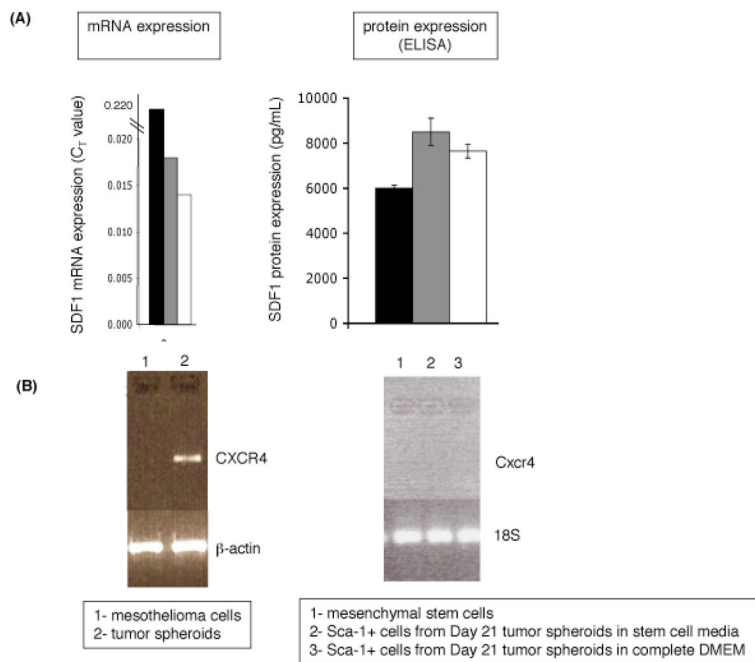 (A)
mRNA expression
protein expression
(ELISA)
SDF1 mRNA expression (CT value)
0.220
0.020
0.015
0.010
0.005
0.000
SDF1 protein expression (pg/mL)
10000
8000
6000
4000
2000
0
(B)
1 2
CXCR4
β-actin
1- mesothelioma cells
2- tumor spheroids
1 2 3
Cxcr4
18S
1- mesenchymal stem cells
2- Sca-1+ cells from Day 21 tumor spheroids in stem cell media
3- Sca-1+ cells from Day 21 tumor spheroids in complete DMEM